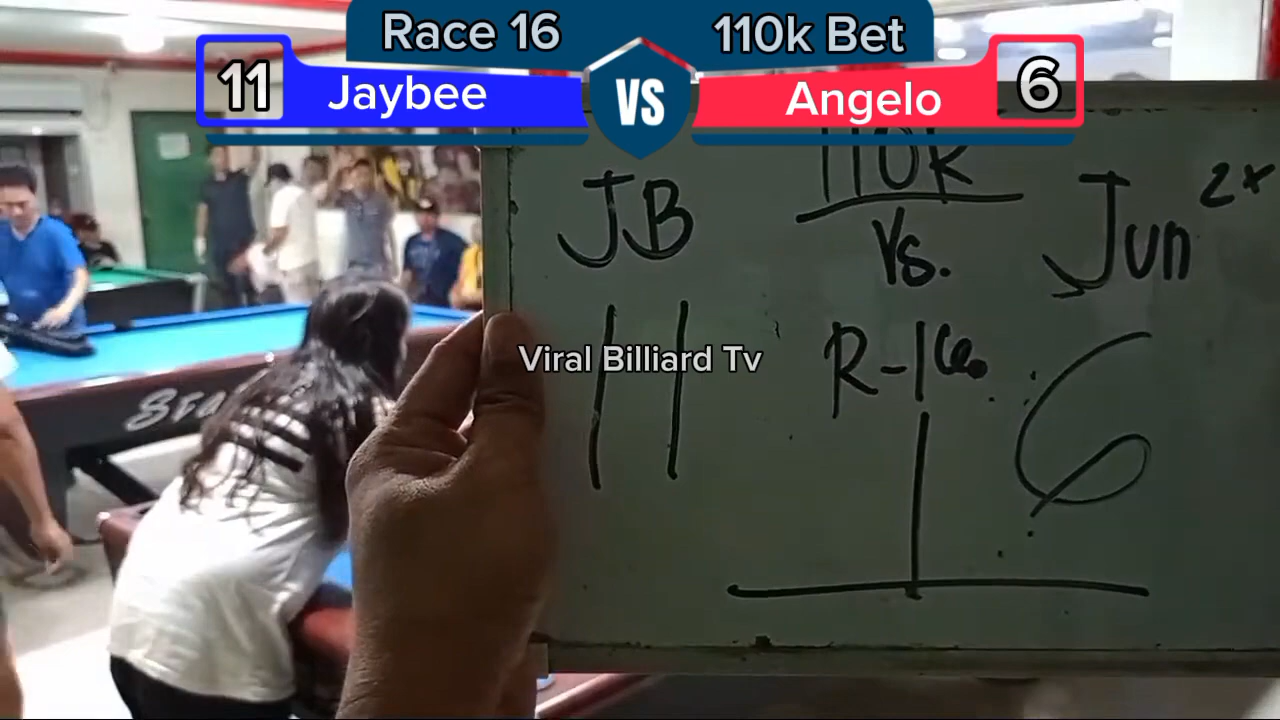 Race 16
110k Bet
11 Jaybee VS Angelo 6
110k
JB Vs. Jun 2x
R-16
11 6
Viral Billiard Tv